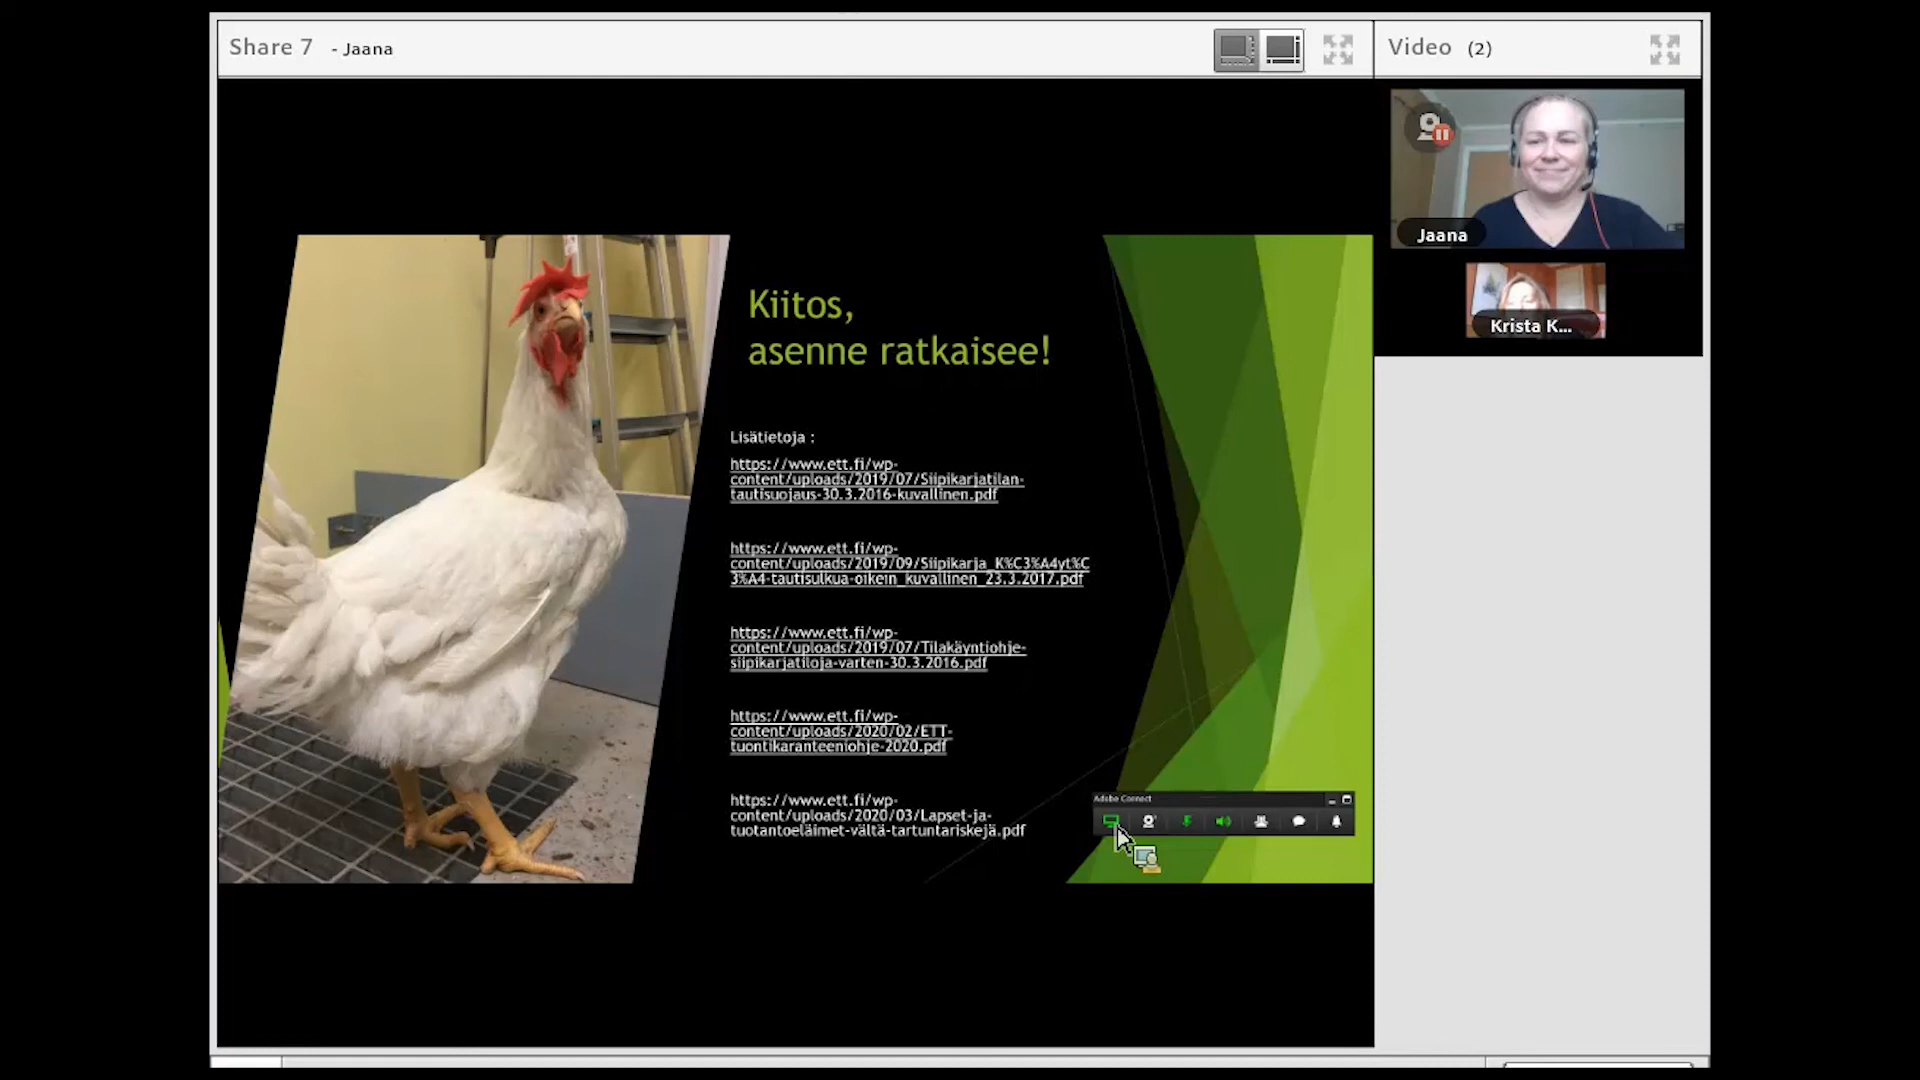 Share 7 - Jaana
Video (2)
Jaana
Krista K...
Kiitos,
asenne ratkaisee!
Lisätietoja :
https://www.ett.fi/wp-
content/uploads/2019/07/Siipikarjatilan-
tautisuojaus-30.3.2016-kuvallinen.pdf
https://www.ett.fi/wp-
content/uploads/2019/09/Siipikarja_K%C3%A4yt%C
3%A4-tautisulkua-oikein_kuvallinen_23.3.2017.pdf
https://www.ett.fi/wp-
content/uploads/2019/07/Tilakäyntiohje-
siipikarjatiloja-varten-30.3.2016.pdf
https://www.ett.fi/wp-
content/uploads/2020/02/ETT-
tuontikaranteeniohje-2020.pdf
https://www.ett.fi/wp-
content/uploads/2020/03/Lapset-ja-
tuotantoeläimet-vältä-tartuntariskejä.pdf
Adobe Connect